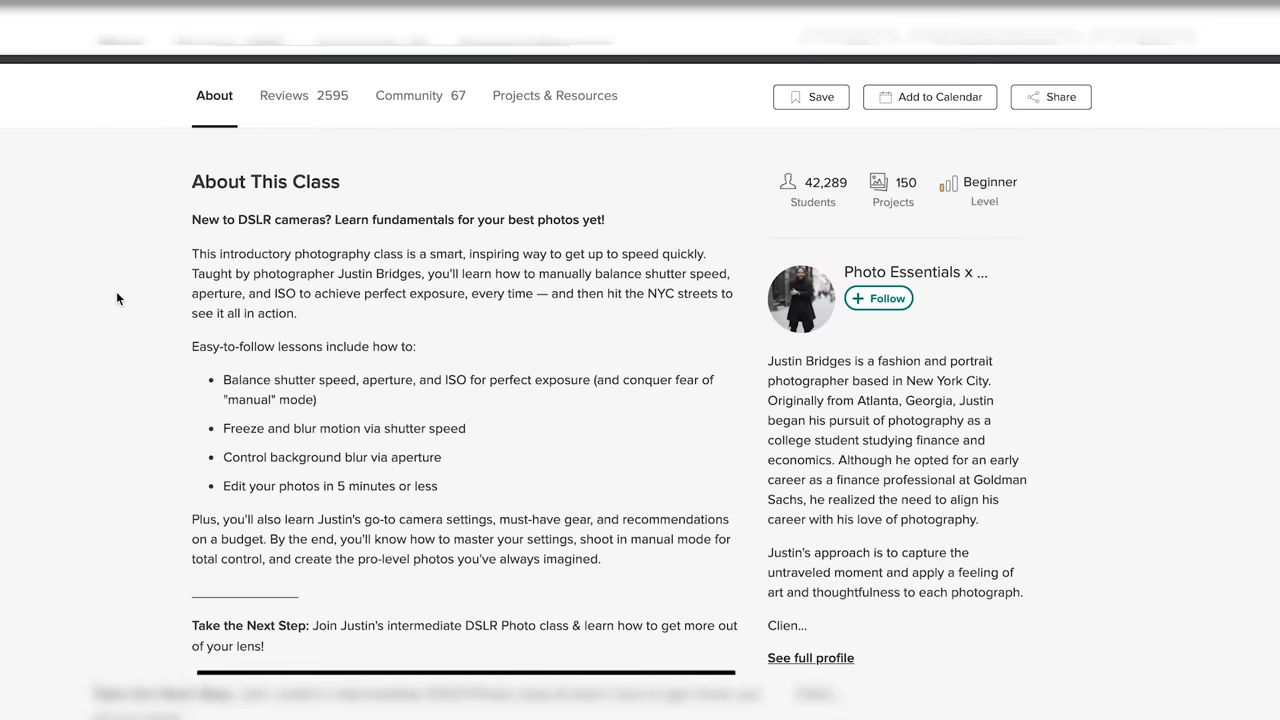 About Reviews 2595 Community 67 Projects & Resources Save Add to Calendar Share
About This Class
New to DSLR cameras? Learn fundamentals for your best photos yet!
This introductory photography class is a smart, inspiring way to get up to speed quickly.
Taught by photographer Justin Bridges, you'll learn how to manually balance shutter speed,
aperture, and ISO to achieve perfect exposure, every time — and then hit the NYC streets to
see it all in action.
Easy-to-follow lessons include how to:
• Balance shutter speed, aperture, and ISO for perfect exposure (and conquer fear of
"manual" mode)
• Freeze and blur motion via shutter speed
• Control background blur via aperture
• Edit your photos in 5 minutes or less
Plus, you'll also learn Justin's go-to camera settings, must-have gear, and recommendations
on a budget. By the end, you'll know how to master your settings, shoot in manual mode for
total control, and create the pro-level photos you've always imagined.
Take the Next Step: Join Justin's intermediate DSLR Photo class & learn how to get more out
of your lens!
42,289 150 Beginner
Students Projects Level
Photo Essentials x ...
+ Follow
Justin Bridges is a fashion and portrait
photographer based in New York City.
Originally from Atlanta, Georgia, Justin
began his pursuit of photography as a
college student studying finance and
economics. Although he opted for an early
career as a finance professional at Goldman
Sachs, he realized the need to align his
career with his love of photography.
Justin's approach is to capture the
untraveled moment and apply a feeling of
art and thoughtfulness to each photograph.
Clien...
See full profile